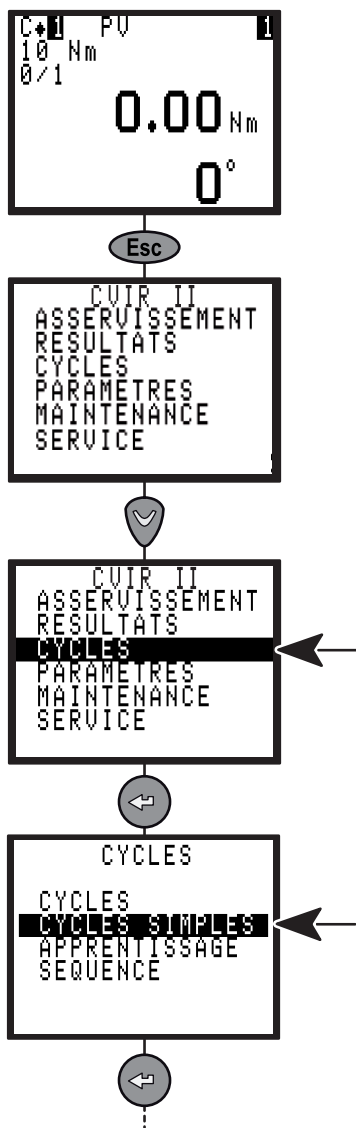 C♦1 PV 1
10 Nm
0/1
0.00 Nm
0°
Esc
CVIR II
ASSERVISSEMENT
RESULTATS
CYCLES
PARAMETRES
MAINTENANCE
SERVICE
CVIR II
ASSERVISSEMENT
RESULTATS
CYCLES
PARAMETRES
MAINTENANCE
SERVICE
CYCLES
CYCLES
CYCLES SIMPLES
APPRENTISSAGE
SEQUENCE